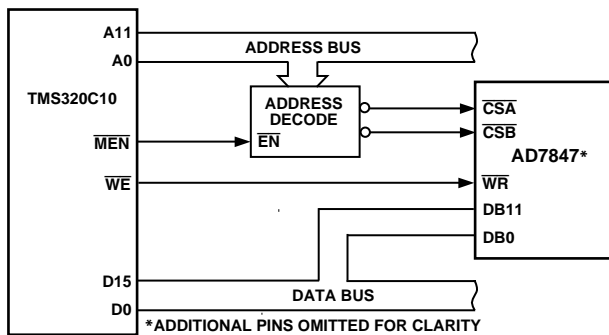 A11
ADDRESS BUS
A0
TMS320C10
ADDRESS
DECODE
CSA
CSB
MEN
EN
AD7847*
WE
WR
DB11
DB0
D15
DATA BUS
D0
*ADDITIONAL PINS OMITTED FOR CLARITY